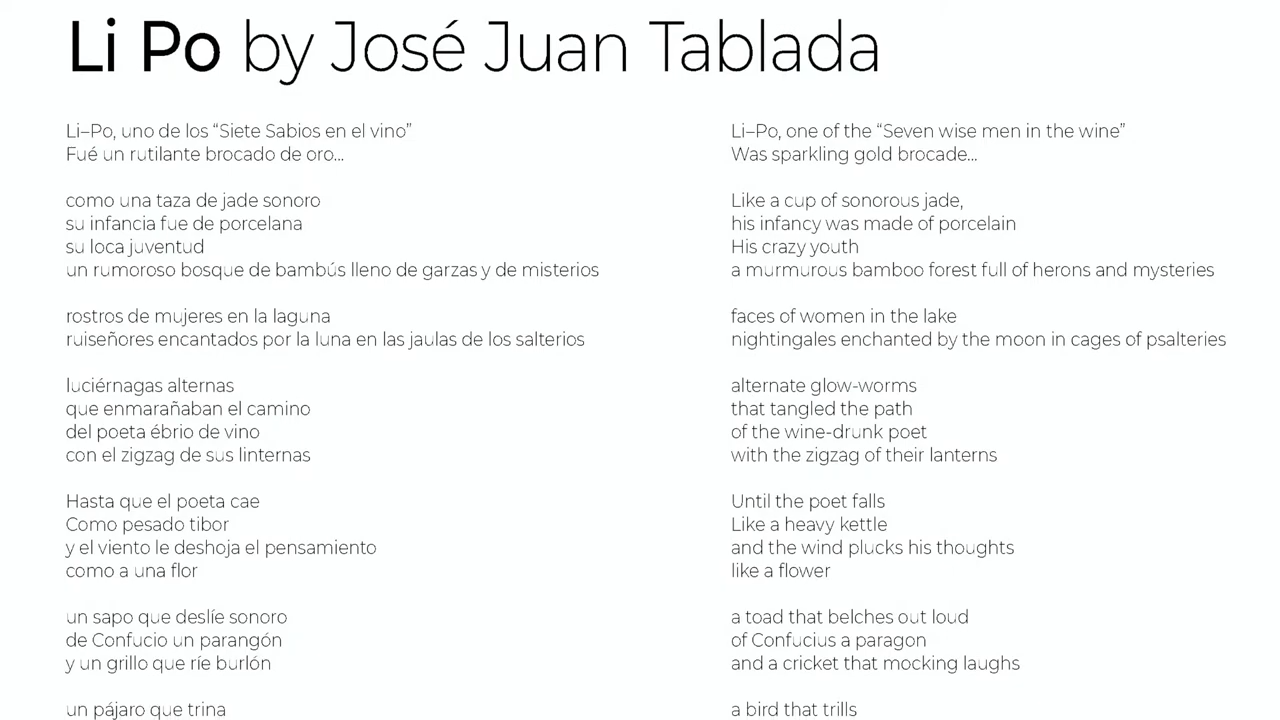 Li Po by José Juan Tablada
Li–Po, uno de los “Siete Sabios en el vino”
Fué un rutilante brocado de oro...
como una taza de jade sonoro
su infancia fue de porcelana
su loca juventud
un rumoroso bosque de bambús lleno de garzas y de misterios
rostros de mujeres en la laguna
ruiseñores encantados por la luna en las jaulas de los salterios
luciérnagas alternas
que enmarañaban el camino
del poeta ébrio de vino
con el zigzag de sus linternas
Hasta que el poeta cae
Como pesado tibor
y el viento le deshoja el pensamiento
como a una flor
un sapo que deslíe sonoro
de Confucio un parangón
y un grillo que ríe burlón
un pájaro que trina
Li–Po, one of the “Seven wise men in the wine”
Was sparkling gold brocade...
Like a cup of sonorous jade,
his infancy was made of porcelain
His crazy youth
a murmurous bamboo forest full of herons and mysteries
faces of women in the lake
nightingales enchanted by the moon in cages of psalteries
alternate glow-worms
that tangled the path
of the wine-drunk poet
with the zigzag of their lanterns
Until the poet falls
Like a heavy kettle
and the wind plucks his thoughts
like a flower
a toad that belches out loud
of Confucius a paragon
and a cricket that mocking laughs
a bird that trills